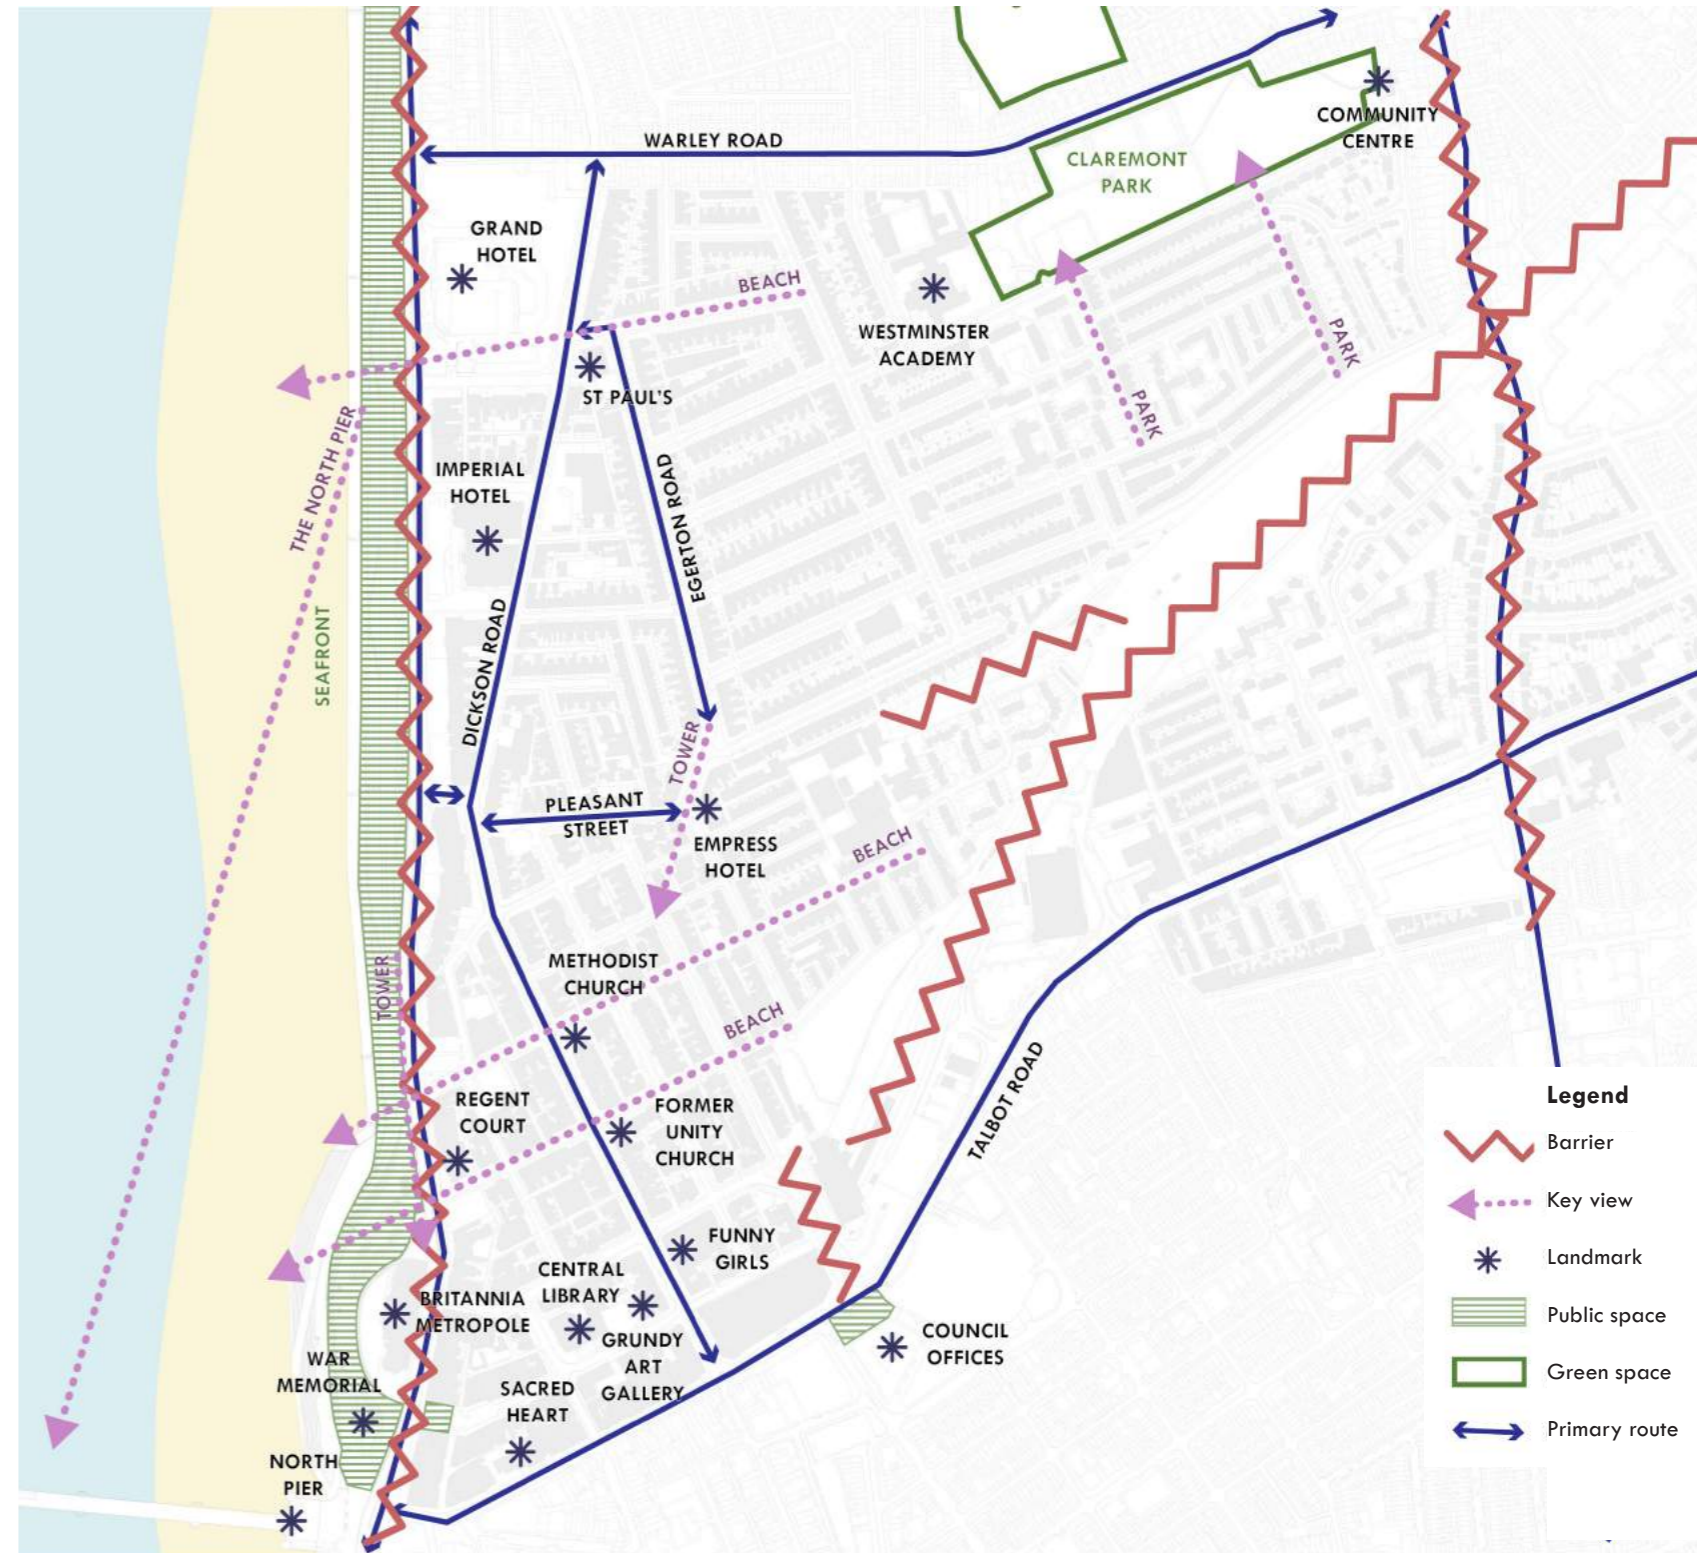 WARLEY ROAD
COMMUNITY
CENTRE
CLAREMONT
PARK
GRAND
HOTEL
BEACH
WESTMINSTER
ACADEMY
PARK
PARK
ST PAUL'S
THE NORTH PIER
IMPERIAL
HOTEL
EGERTON ROAD
SEAFRONT
DICKSON ROAD
TOWER
PLEASANT
STREET
EMPRESS
HOTEL
BEACH
METHODIST
CHURCH
TOWER
BEACH
REGENT
COURT
FORMER
UNITY
CHURCH
TALBOT ROAD
FUNNY
GIRLS
CENTRAL
LIBRARY
BRITANNIA
METROPOLE
GRUNDY
ART
GALLERY
COUNCIL
OFFICES
WAR
MEMORIAL
SACRED
HEART
NORTH
PIER
Legend
Barrier
Key view
Landmark
Public space
Green space
Primary route